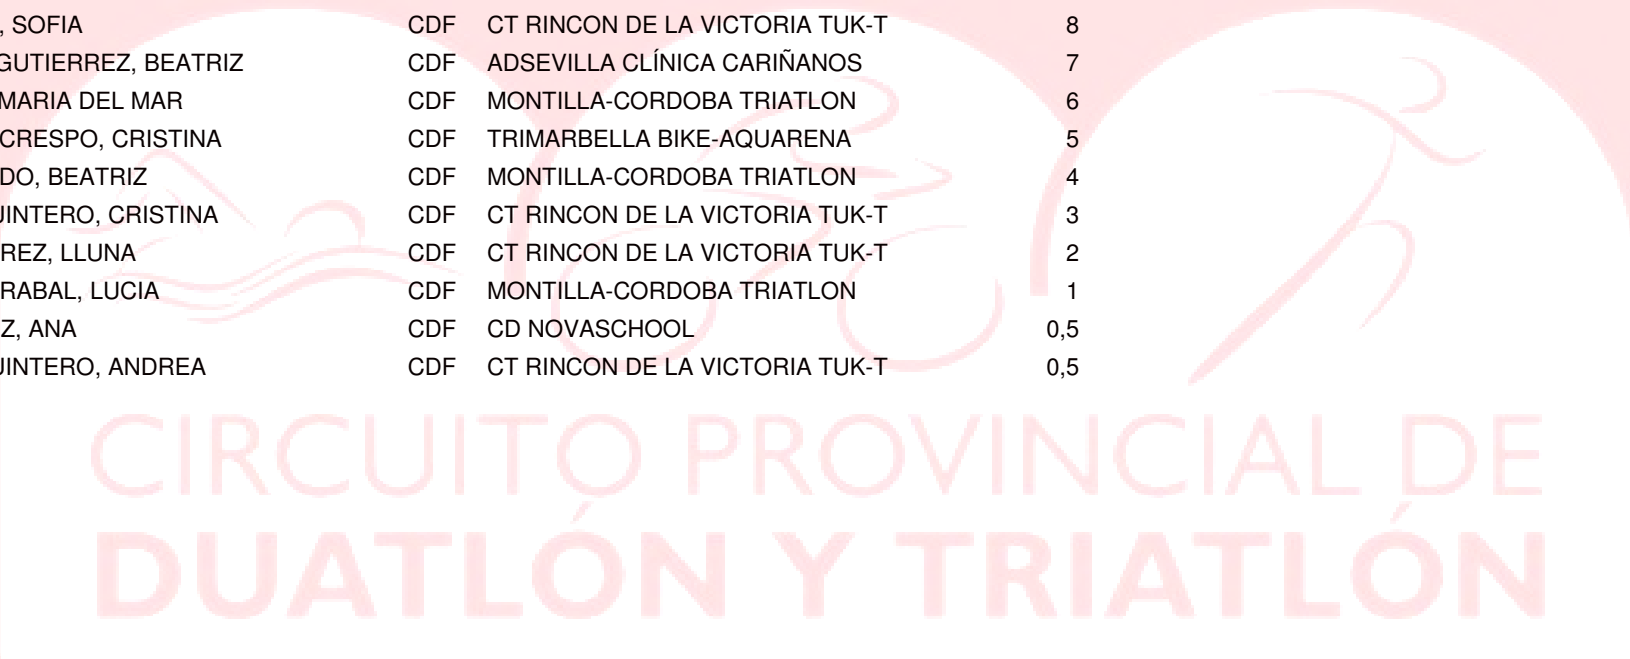 , SOFIA CDF CT RINCON DE LA VICTORIA TUK-T 8
GUTIERREZ, BEATRIZ CDF ADSEVILLA CLÍNICA CARIÑANOS 7
MARIA DEL MAR CDF MONTILLA-CORDOBA TRIATLON 6
CRESPO, CRISTINA CDF TRIMARBELLA BIKE-AQUARENA 5
DO, BEATRIZ CDF MONTILLA-CORDOBA TRIATLON 4
UINTERO, CRISTINA CDF CT RINCON DE LA VICTORIA TUK-T 3
REZ, LLUNA CDF CT RINCON DE LA VICTORIA TUK-T 2
RABAL, LUCIA CDF MONTILLA-CORDOBA TRIATLON 1
Z, ANA CDF CD NOVASCHOOL 0,5
UINTERO, ANDREA CDF CT RINCON DE LA VICTORIA TUK-T 0,5
CIRCUITO PROVINCIAL DE
DUATLÓN Y TRIATLÓN